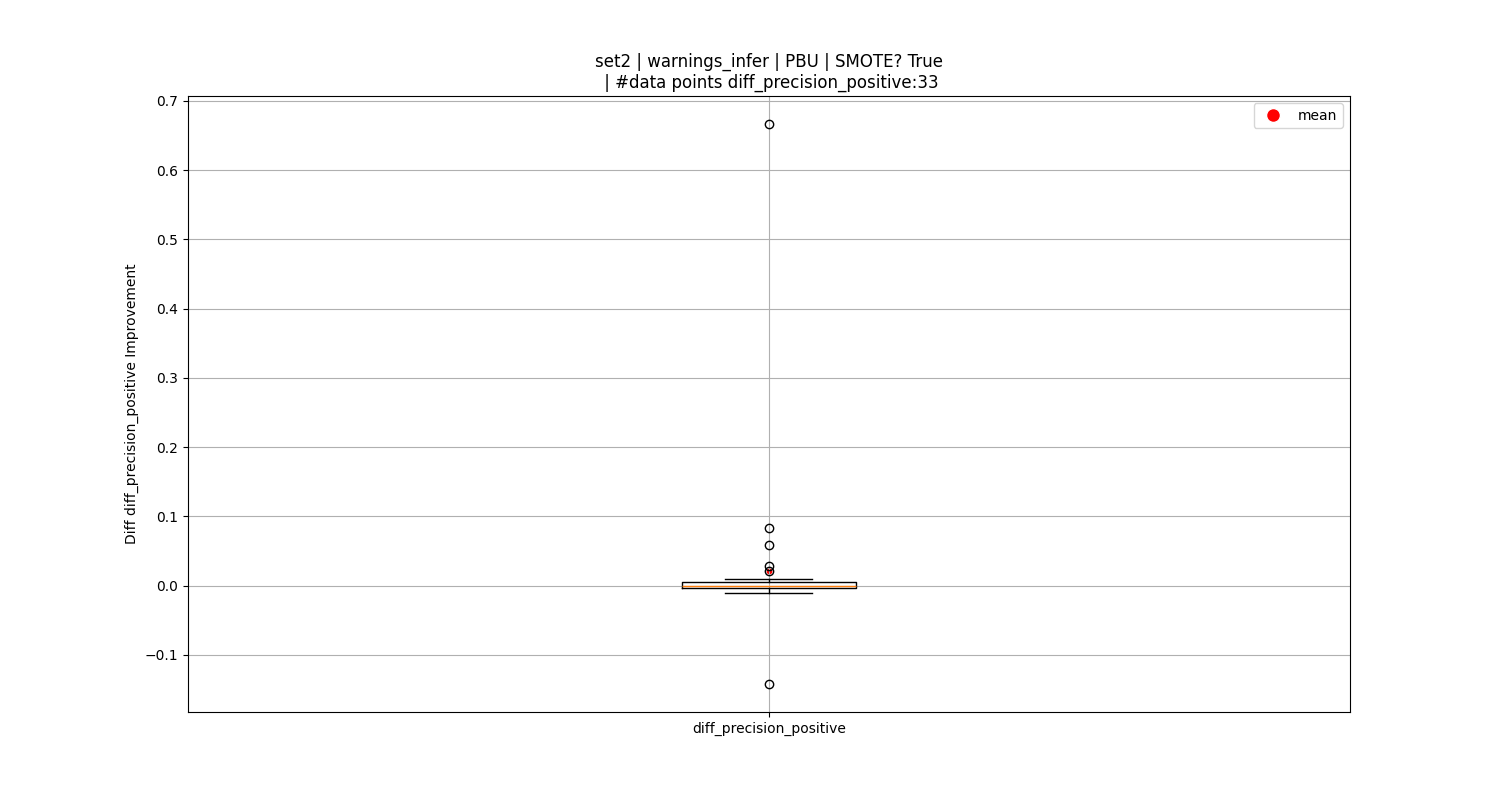 set2 | warnings_infer | PBU | SMOTE? True
| #data points diff_precision_positive:33
mean
Diff diff_precision_positive Improvement
0.7
0.6
0.5
0.4
0.3
0.2
0.1
0.0
−0.1
diff_precision_positive